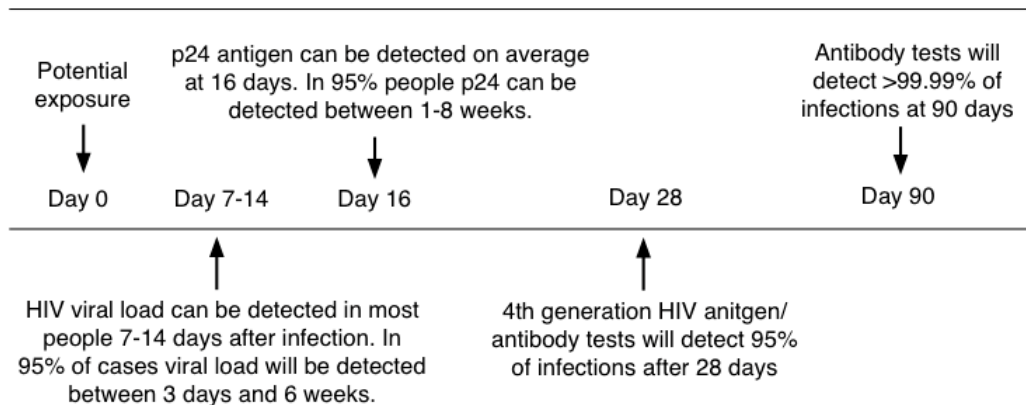 Potential
exposure
p24 antigen can be detected on average
at 16 days. In 95% people p24 can be
detected between 1-8 weeks.
Antibody tests will
detect >99.99% of
infections at 90 days
Day 0
Day 7-14
Day 16
Day 28
Day 90
HIV viral load can be detected in most
people 7-14 days after infection. In
95% of cases viral load will be detected
between 3 days and 6 weeks.
4th generation HIV anitgen/
antibody tests will detect 95%
of infections after 28 days